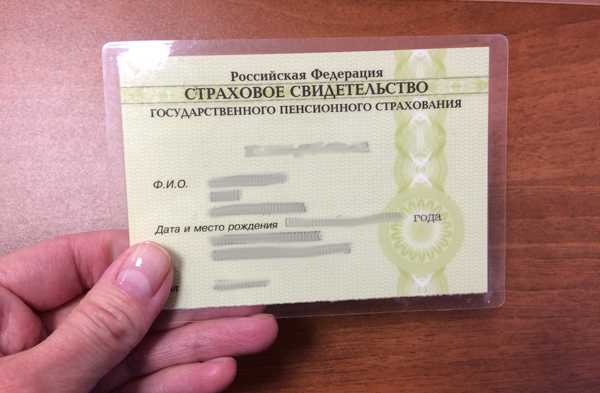 Российская Федерация
СТРАХОВОЕ СВИДЕТЕЛЬСТВО
ГОСУДАРСТВЕННОГО ПЕНСИОННОГО СТРАХОВАНИЯ
Ф.И.О.
Дата и место рождения года